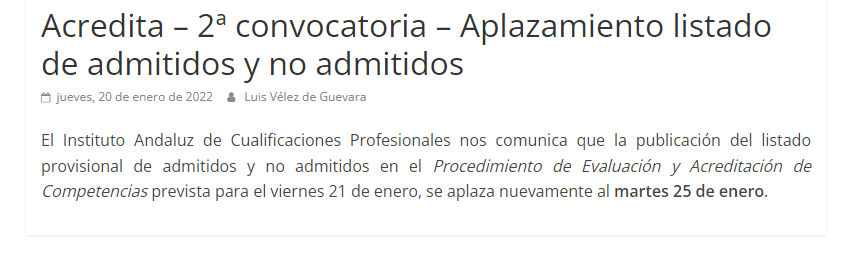 Acredita – 2ª convocatoria – Aplazamiento listado
de admitidos y no admitidos
jueves, 20 de enero de 2022 Luis Vélez de Guevara
El Instituto Andaluz de Cualificaciones Profesionales nos comunica que la publicación del listado
provisional de admitidos y no admitidos en el Procedimiento de Evaluación y Acreditación de
Competencias prevista para el viernes 21 de enero, se aplaza nuevamente al martes 25 de enero.